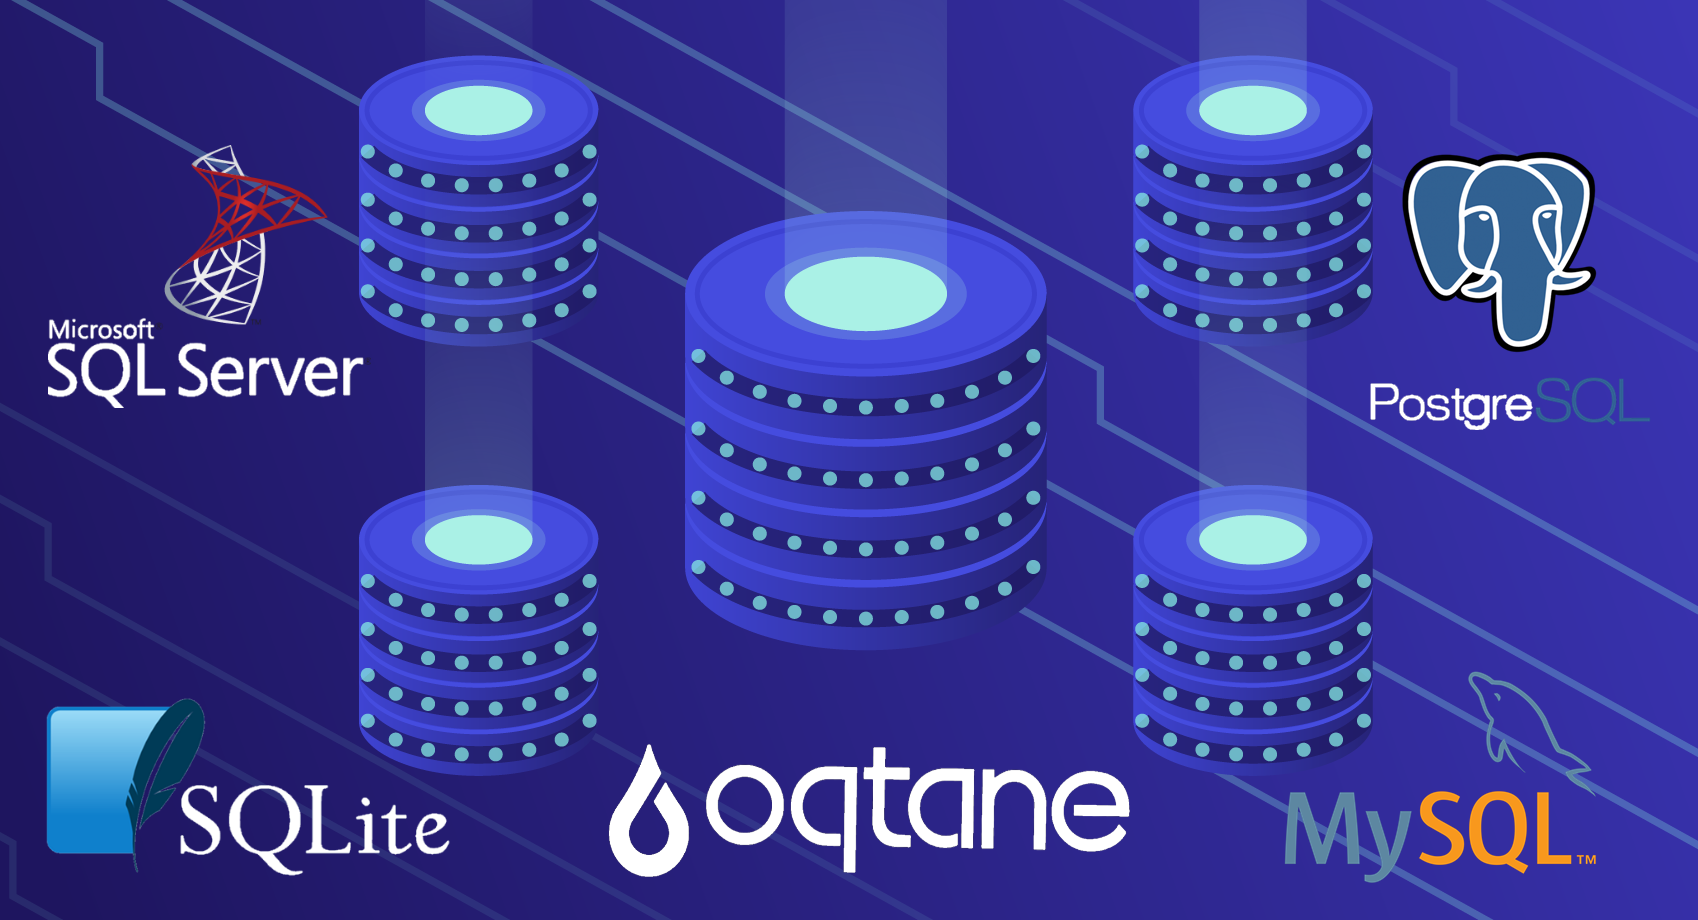 Microsoft
SQL Server
PostgreSQL
SQLite
oqtane
MySQL™